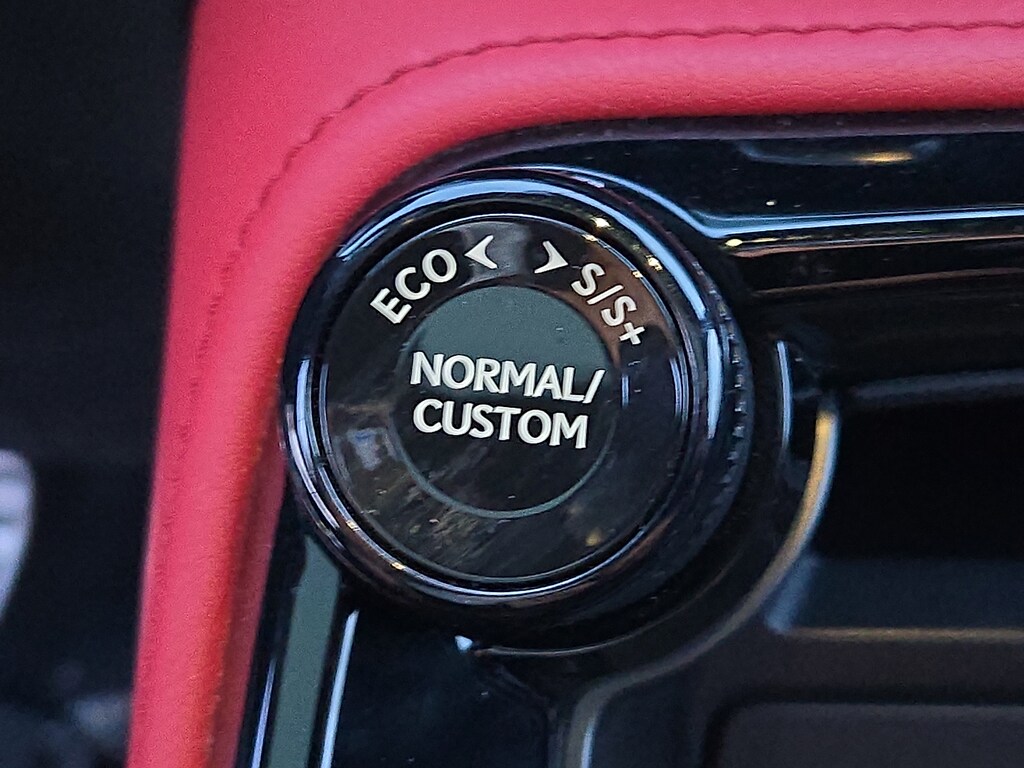 ECO < > S/S+
NORMAL/
CUSTOM